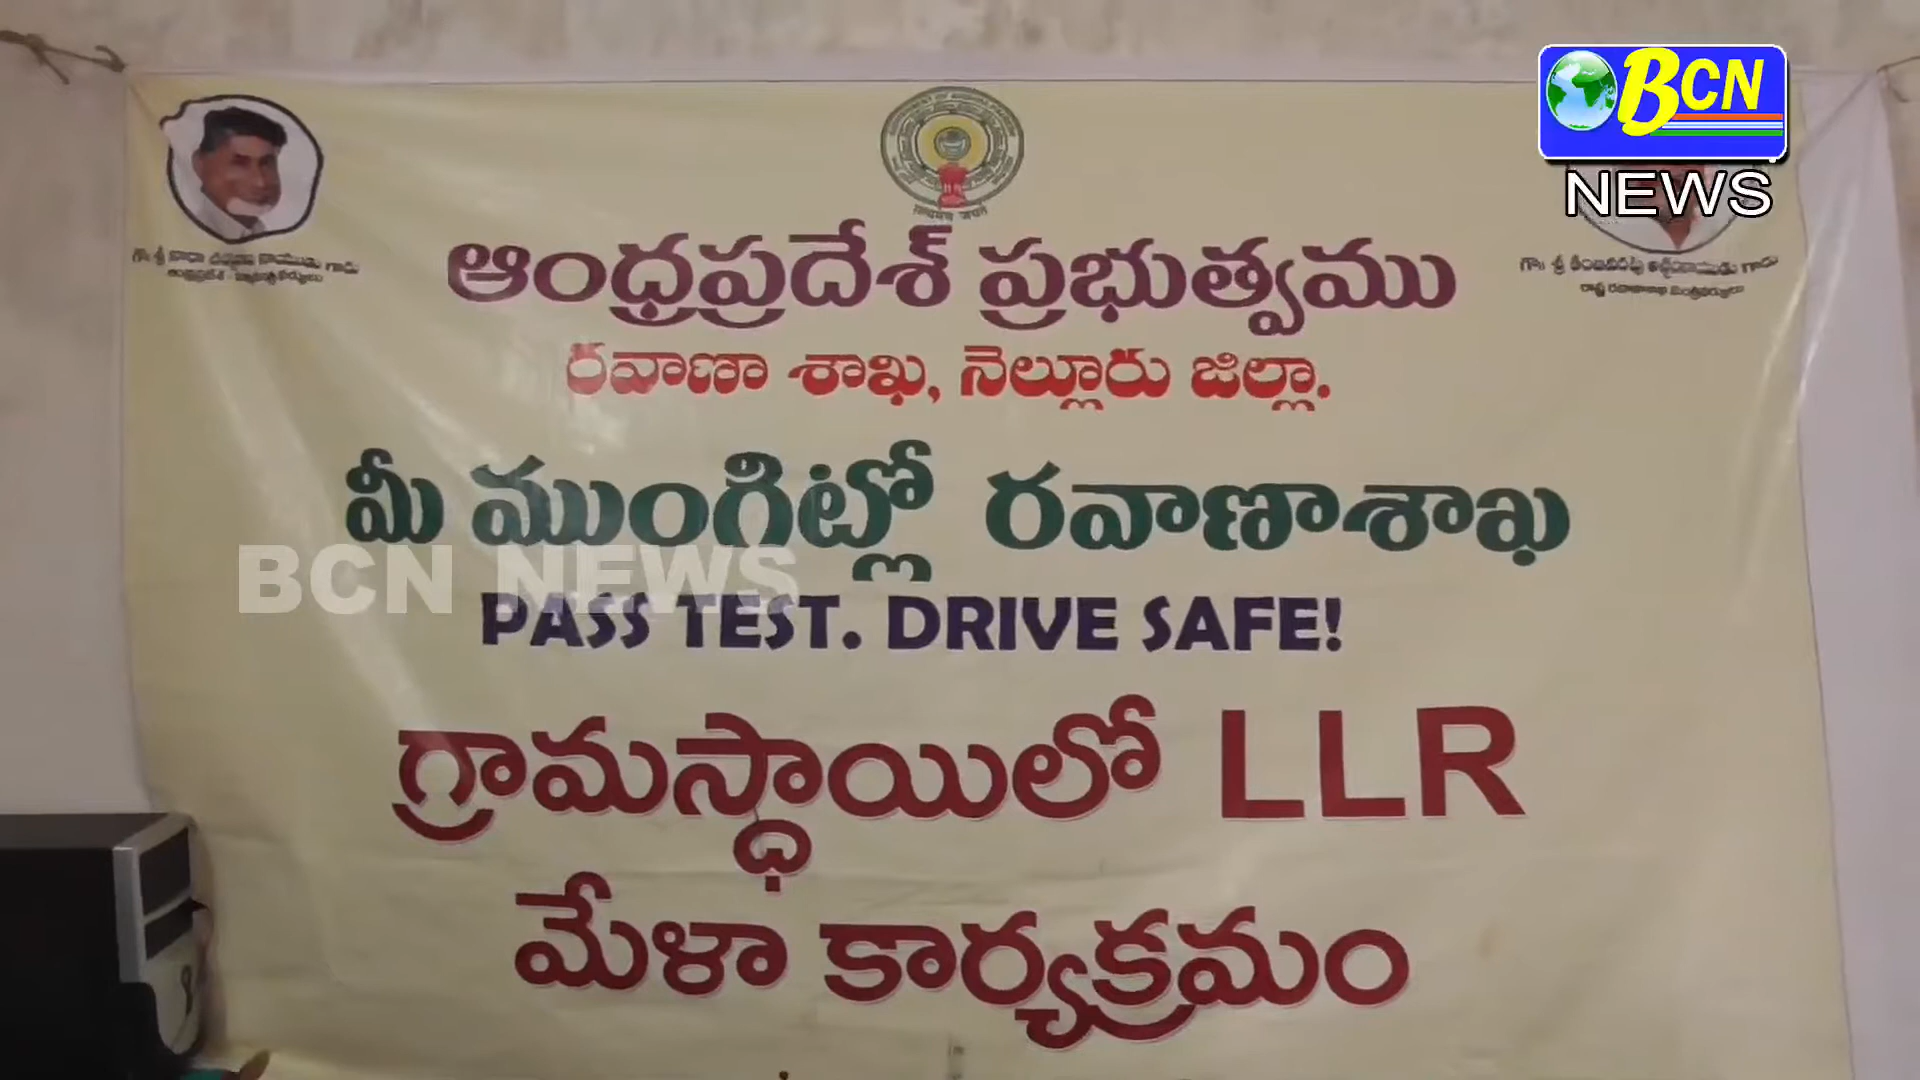 BCN
NEWS
ఆంధ్రప్రదేశ్ ప్రభుత్వము
రవాణా శాఖ, నెల్లూరు జిల్లా.
మీ ముంగిట్లో రవాణాశాఖ
BCN NEWS
PASS TEST. DRIVE SAFE!
గ్రామస్థాయిలో LLR
మేళా కార్యక్రమం